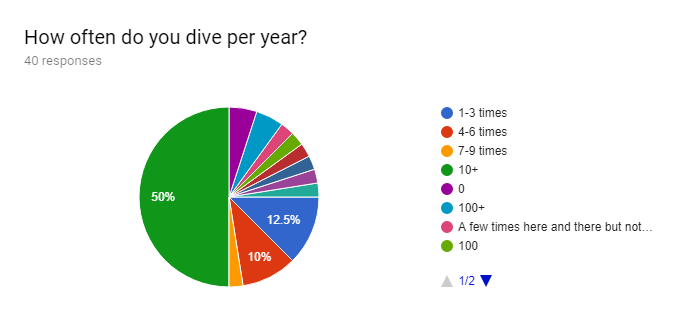 How often do you dive per year?
40 responses
50%
12.5%
10%
1-3 times
4-6 times
7-9 times
10+
0
100+
A few times here and there but not…
100
1/2